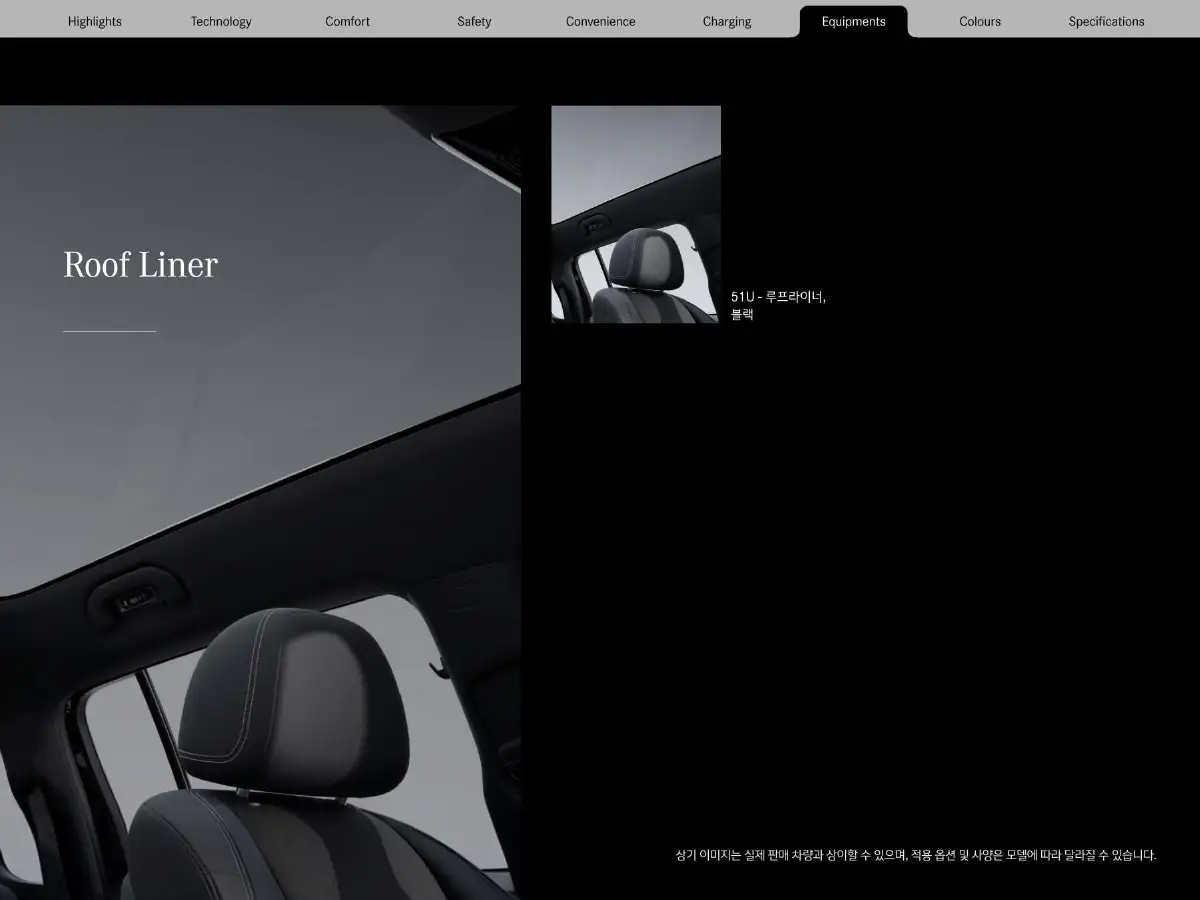 Highlights
Technology
Comfort
Safety
Convenience
Charging
Equipments
Colours
Specifications
Roof Liner
51U - 루프라이너,
블랙
상기 이미지는 실제 판매 차량과 상이할 수 있으며, 적용 옵션 및 사양은 모델에 따라 달라질 수 있습니다.